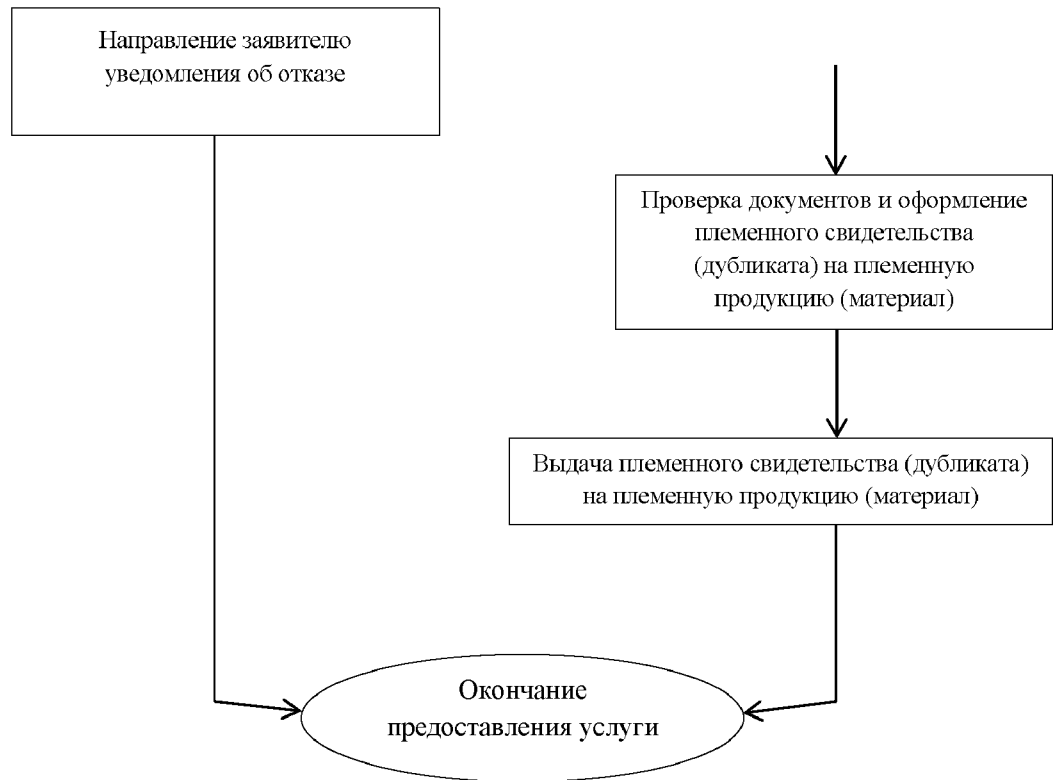 Направление заявителю
уведомления об отказе
Проверка документов и оформление
племенного свидетельства
(дубликата) на племенную
продукцию (материал)
Выдача племенного свидетельства (дубликата)
на племенную продукцию (материал)
Окончание
предоставления услуги